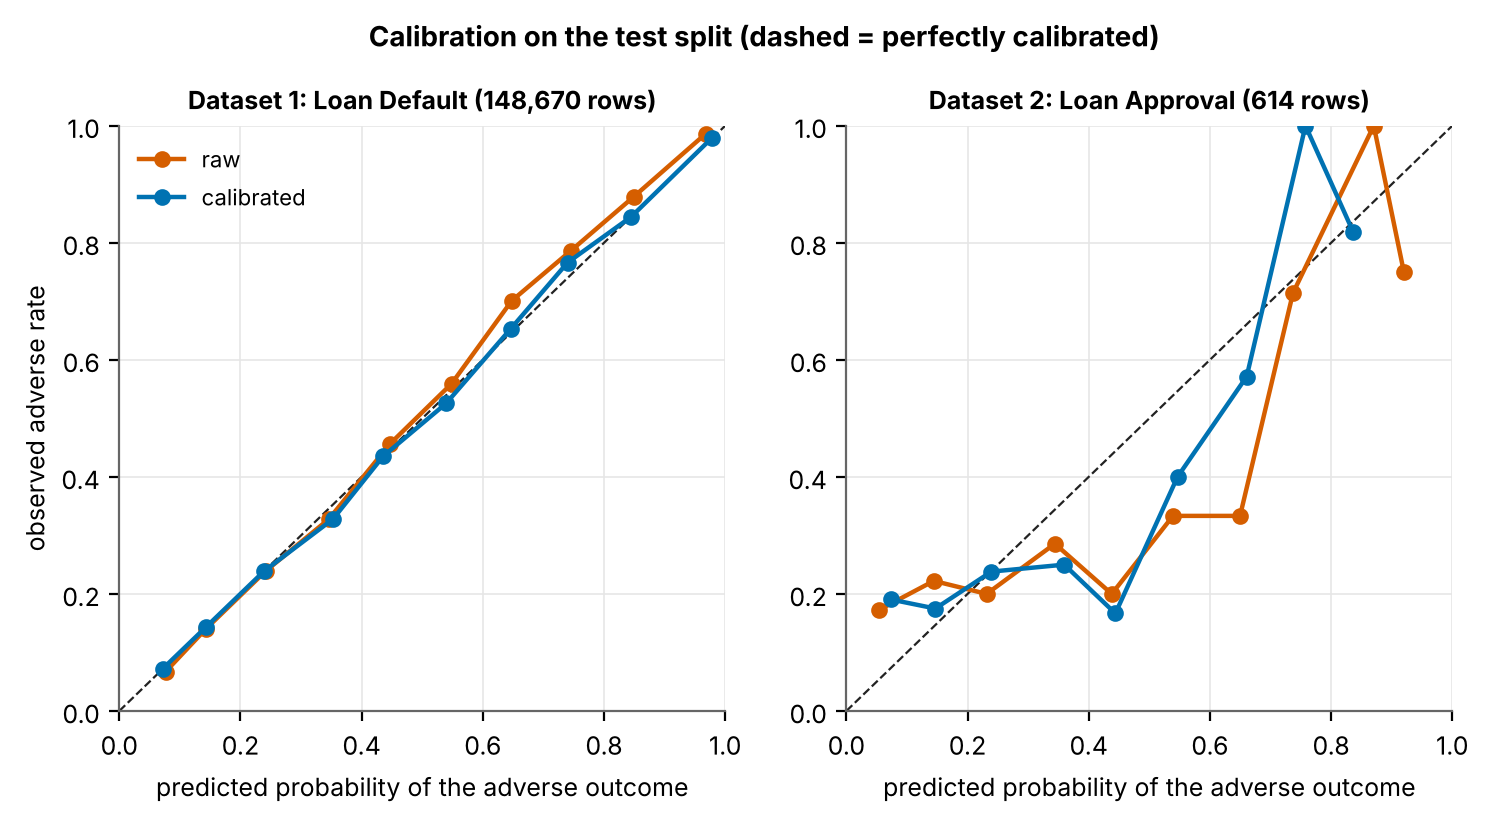 Calibration on the test split (dashed = perfectly calibrated)
Dataset 1: Loan Default (148,670 rows)
1.0
0.8
0.6
0.4
0.2
0.0
observed adverse rate
raw
calibrated
0.0 0.2 0.4 0.6 0.8 1.0
predicted probability of the adverse outcome
Dataset 2: Loan Approval (614 rows)
1.0
0.8
0.6
0.4
0.2
0.0
0.0 0.2 0.4 0.6 0.8 1.0
predicted probability of the adverse outcome